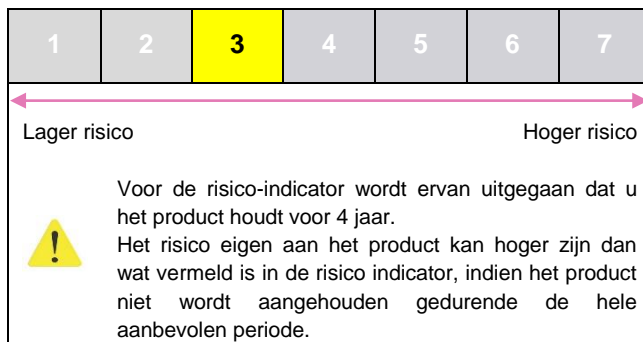 1 2 3 4 5 6 7
Lager risico Hoger risico
Voor de risico-indicator wordt ervan uitgegaan dat u
het product houdt voor 4 jaar.
Het risico eigen aan het product kan hoger zijn dan
wat vermeld is in de risico indicator, indien het product
niet wordt aangehouden gedurende de hele
aanbevolen periode.